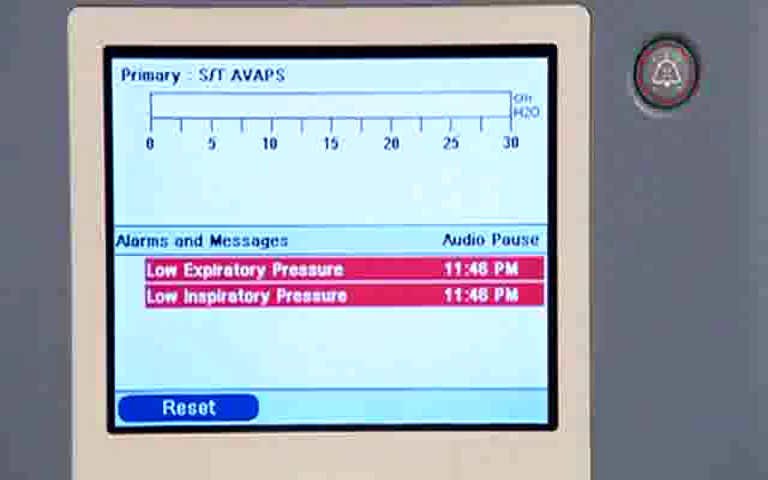 Primary : S/T AVAPS
Cm
H2O
0 5 10 15 20 25 30
Alarms and Messages Audio Pause
Low Expiratory Pressure 11:46 PM
Low Inspiratory Pressure 11:46 PM
Reset